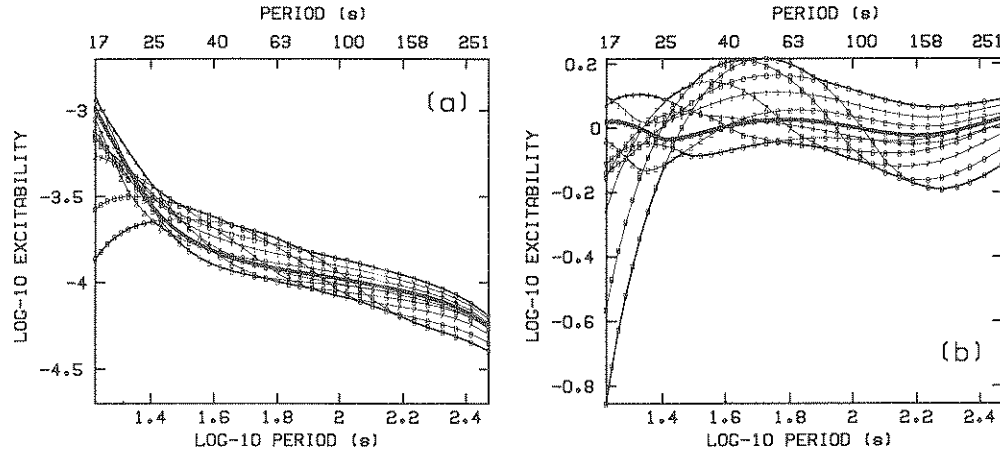 PERIOD (s)
17 25 40 63 100 158 251
-3
-3.5
-4
-4.5
LOG-10 EXCITABILITY
(a)
1.4 1.6 1.8 2 2.2 2.4
LOG-10 PERIOD (s)
PERIOD (s)
17 25 40 63 100 158 251
0.2
0
-0.2
-0.4
-0.6
-0.8
LOG-10 EXCITABILITY
(b)
1.4 1.6 1.8 2 2.2 2.4
LOG-10 PERIOD (s)